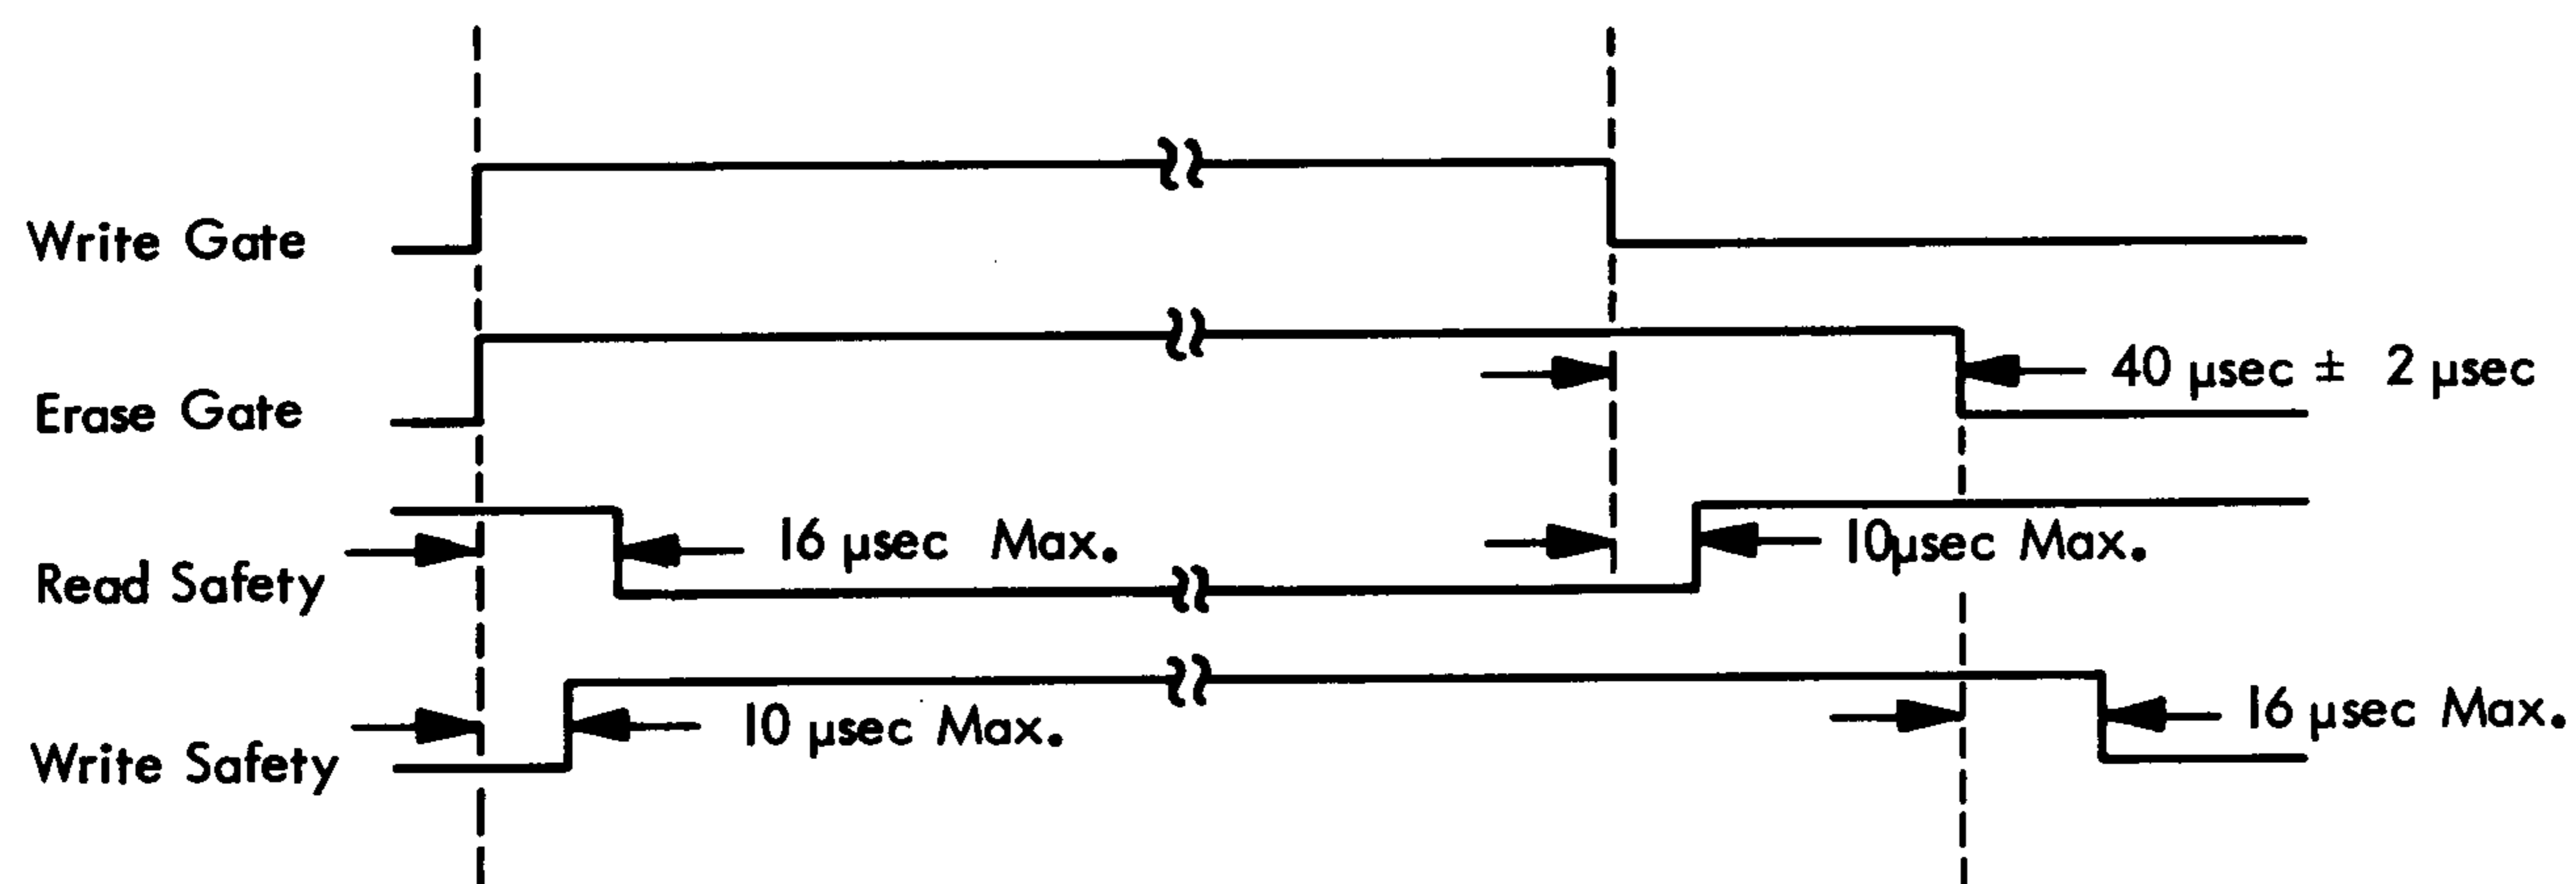 Write Gate
Erase Gate
40 µsec ± 2 µsec
Read Safety
16 µsec Max.
10µsec Max.
Write Safety
10 µsec Max.
16 µsec Max.